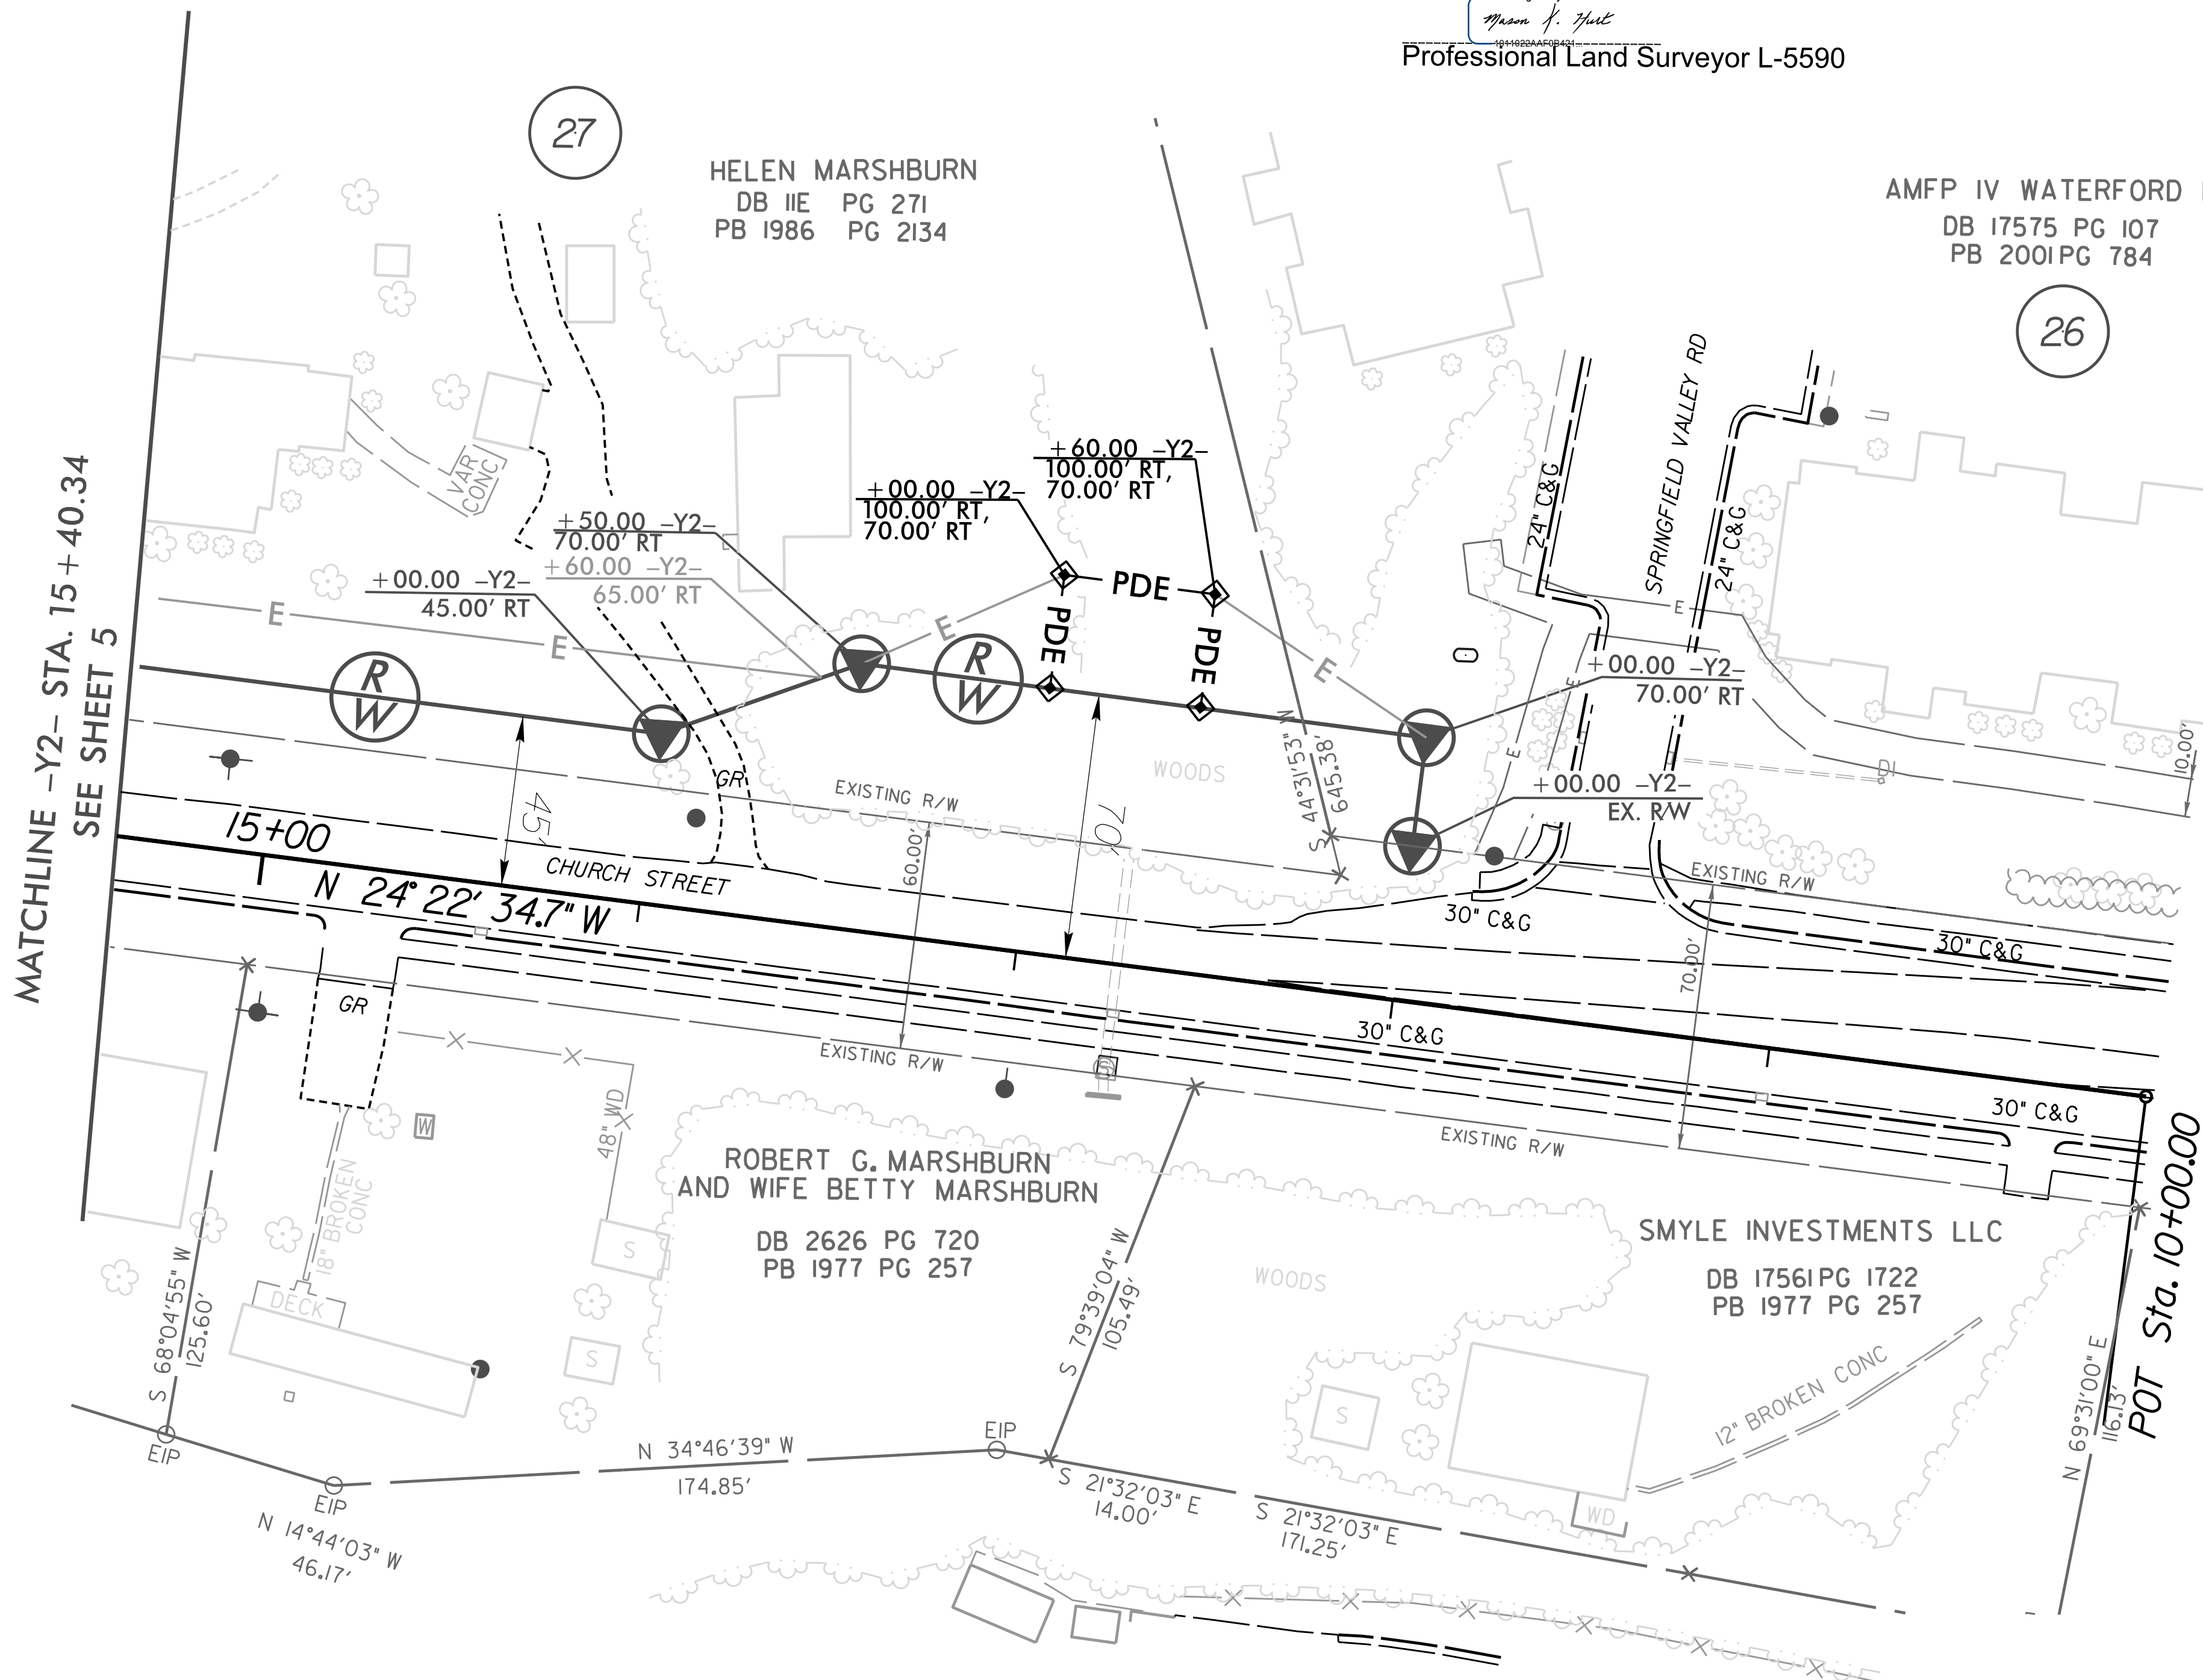 Mason K. Hurt
1911022AAF0B421...
Professional Land Surveyor L-5590
27
HELEN MARSHBURN
DB 11E PG 271
PB 1986 PG 2134
AMFP IV WATERFORD
DB 17575 PG 107
PB 2001 PG 784
26
MATCHLINE -Y2- STA. 15+40.34
SEE SHEET 5
VAR
CONC
+60.00 -Y2-
100.00' RT,
70.00' RT
+00.00 -Y2-
100.00' RT,
70.00' RT
+50.00 -Y2-
70.00' RT
+60.00 -Y2-
65.00' RT
+00.00 -Y2-
45.00' RT
24" C&G
SPRINGFIELD VALLEY RD
24" C&G
PDE
PDE
PDE
E
E
E
E
E
E
E
R
W
R
W
+00.00 -Y2-
70.00' RT
+00.00 -Y2-
EX. R/W
S 44°31'53" W
645.38'
WOODS
DI
10.00'
GR
EXISTING R/W
45'
70'
60.00'
15+00
CHURCH STREET
N 24° 22' 34.7" W
EXISTING R/W
30" C&G
30" C&G
70.00'
30" C&G
30" C&G
GR
EXISTING R/W
EXISTING R/W
48" WD
W
18" BROKEN
CONC
DECK
S
S
S 68°04'55" W
125.60'
ROBERT G. MARSHBURN
AND WIFE BETTY MARSHBURN
DB 2626 PG 720
PB 1977 PG 257
S 79°39'04" W
105.49'
WOODS
SMYLE INVESTMENTS LLC
DB 17561 PG 1722
PB 1977 PG 257
S
12" BROKEN CONC
WD
N 69°31'00" E
116.13'
POT Sta. 10+00.00
EIP
EIP
EIP
N 14°44'03" W
46.17'
N 34°46'39" W
174.85'
S 21°32'03" E
14.00'
S 21°32'03" E
171.25'